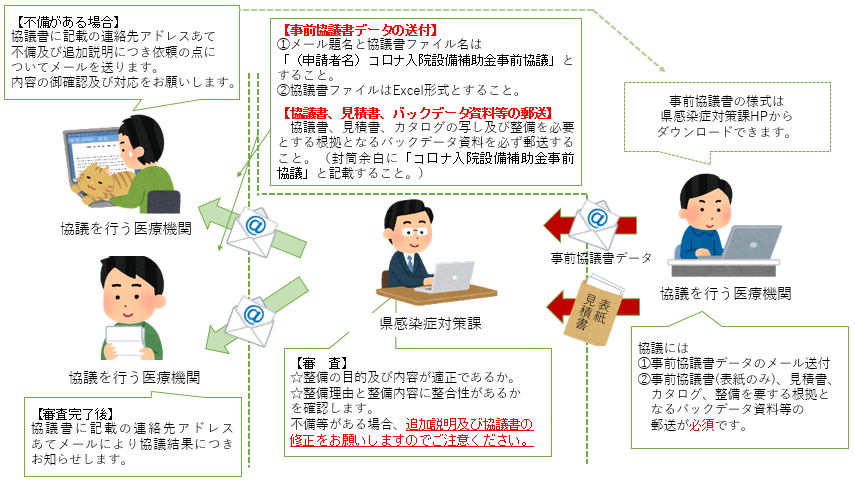 【不備がある場合】
協議書に記載の連絡先アドレスあて
不備及び追加説明につき依頼の点に
ついてメールを送ります。
内容の御確認及び対応をお願いします。
【事前協議書データの送付】
①メール題名と協議書ファイル名は
「（申請者名）コロナ入院設備補助金事前協議」と
すること。
②協議書ファイルはExcel形式とすること。
【協議書、見積書、バックデータ資料等の郵送】
協議書、見積書、カタログの写し及び整備を必要
とする根拠となるバックデータ資料を必ず郵送する
こと。（封筒余白に「コロナ入院設備補助金事前
協議」と記載すること。）
事前協議書の様式は
県感染症対策課HPから
ダウンロードできます。
協議を行う医療機関
@
@
事前協議書データ
協議を行う医療機関
県感染症対策課
@
表紙
見積書
協議を行う医療機関
【審　査】
☆整備の目的及び内容が適正であるか。
☆整備理由と整備内容に整合性があるか
を確認します。
不備等がある場合、追加説明及び協議書の
修正をお願いしますのでご注意ください。
協議には
①事前協議書データのメール送付
②事前協議書(表紙のみ)、見積書、
カタログ、整備を要する根拠と
なるバックデータ資料等の
郵送が必須です。
【審査完了後】
協議書に記載の連絡先アドレス
あてメールにより協議結果につき
お知らせします。